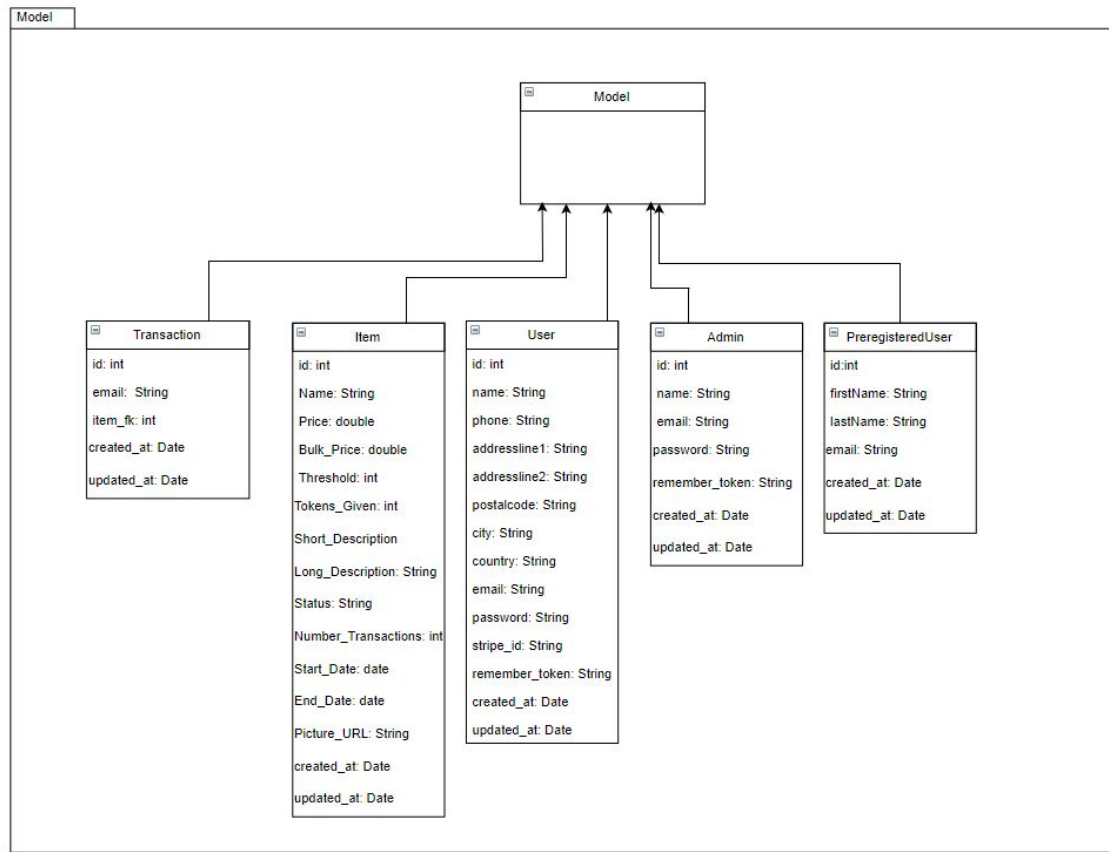 Model
Model
Transaction
id: int
email: String
item_fk: int
created_at: Date
updated_at: Date
Item
id: int
Name: String
Price: double
Bulk_Price: double
Threshold: int
Tokens_Given: int
Short_Description
Long_Description: String
Status: String
Number_Transactions: int
Start_Date: date
End_Date: date
Picture_URL: String
created_at: Date
updated_at: Date
User
id: int
name: String
phone: String
addressline1: String
addressline2: String
postalcode: String
city: String
country: String
email: String
password: String
stripe_id: String
remember_token: String
created_at: Date
updated_at: Date
Admin
id: int
name: String
email: String
password: String
remember_token: String
created_at: Date
updated_at: Date
PreregisteredUser
id:int
firstName: String
lastName: String
email: String
created_at: Date
updated_at: Date